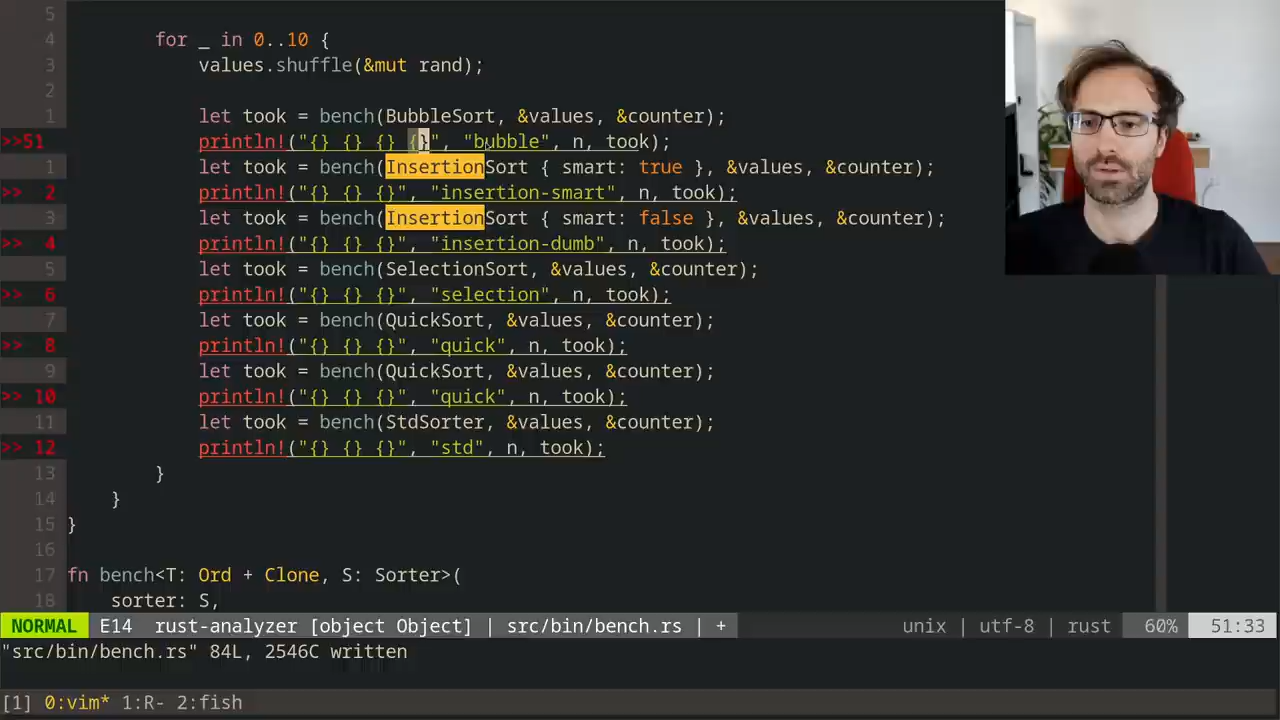 5
4 for _ in 0..10 {
3 values.shuffle(&mut rand);
2
1 let took = bench(BubbleSort, &values, &counter);
>>51 println!("{} {} {} {}", "bubble", n, took);
1 let took = bench(InsertionSort { smart: true }, &values, &counter);
>> 2 println!("{} {} {}", "insertion-smart", n, took);
3 let took = bench(InsertionSort { smart: false }, &values, &counter);
>> 4 println!("{} {} {}", "insertion-dumb", n, took);
5 let took = bench(SelectionSort, &values, &counter);
>> 6 println!("{} {} {}", "selection", n, took);
7 let took = bench(QuickSort, &values, &counter);
>> 8 println!("{} {} {}", "quick", n, took);
9 let took = bench(QuickSort, &values, &counter);
>> 10 println!("{} {} {}", "quick", n, took);
11 let took = bench(StdSorter, &values, &counter);
>> 12 println!("{} {} {}", "std", n, took);
13 }
14 }
15 }
16
17 fn bench<T: Ord + Clone, S: Sorter>(
18 sorter: S,
NORMAL E14 rust-analyzer [object Object] | src/bin/bench.rs | + unix | utf-8 | rust 60% 51:33
"src/bin/bench.rs" 84L, 2546C written
[1] 0:vim* 1:R- 2:fish